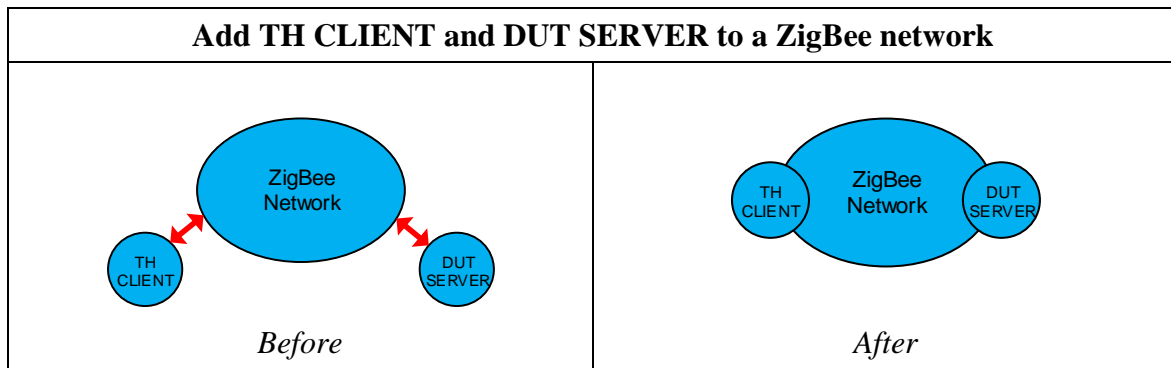 Add TH CLIENT and DUT SERVER to a ZigBee network
ZigBee
Network
TH
CLIENT
DUT
SERVER
Before
TH
CLIENT
ZigBee
Network
DUT
SERVER
After